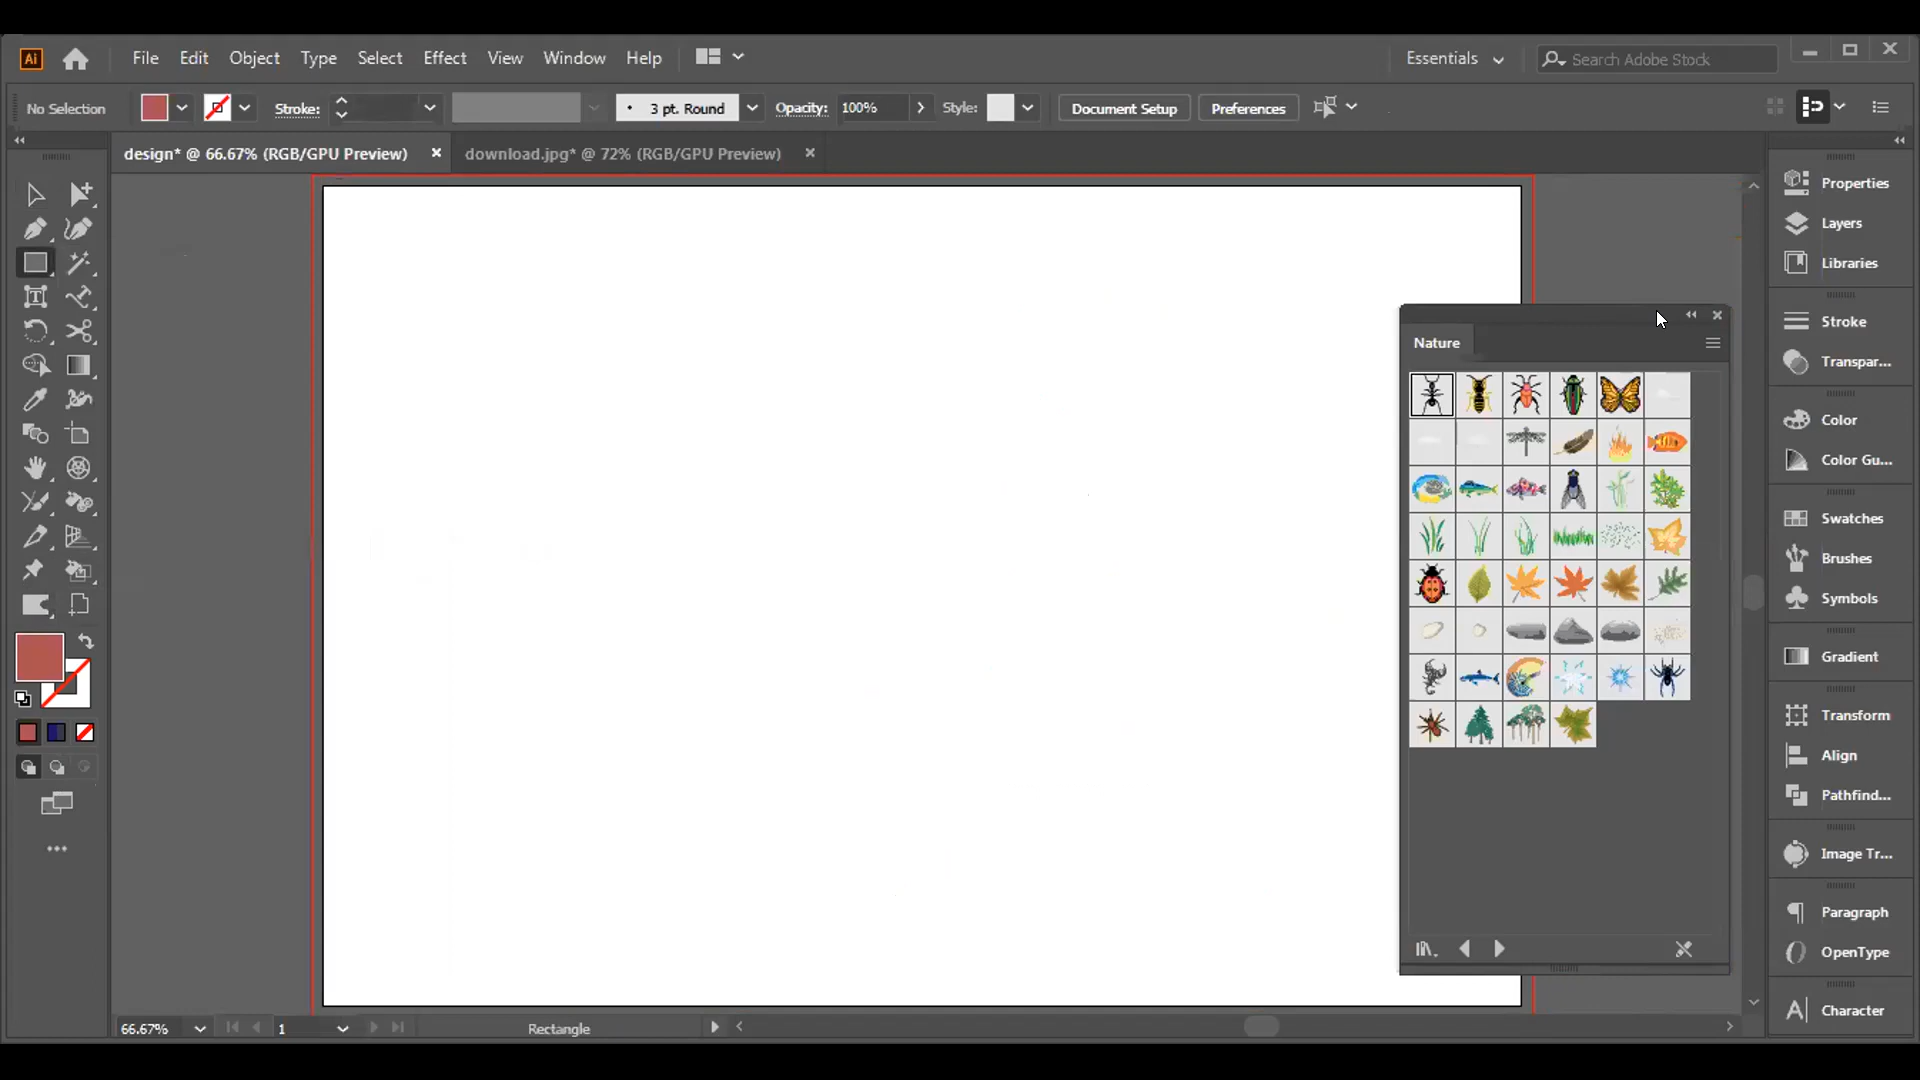 Ai File Edit Object Type Select Effect View Window Help Essentials Search Adobe Stock
No Selection Stroke: 3 pt. Round Opacity: 100% Style: Document Setup Preferences
design* @ 66.67% (RGB/GPU Preview) download.jpg* @ 72% (RGB/GPU Preview)
Properties
Layers
Libraries
Stroke
Nature
Transpar...
Color
Color Gu...
Swatches
Brushes
Symbols
Gradient
Transform
Align
Pathfind...
Image Tr...
Paragraph
OpenType
Character
66.67% 1 Rectangle